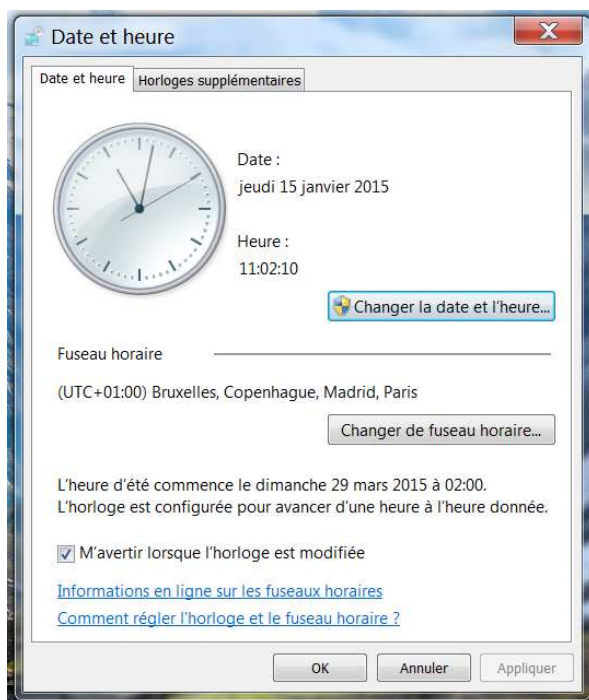 Date et heure
Date et heure
Horloges supplémentaires
Date :
jeudi 15 janvier 2015
Heure :
11:02:10
Changer la date et l'heure...
Fuseau horaire
(UTC+01:00) Bruxelles, Copenhague, Madrid, Paris
Changer de fuseau horaire...
L'heure d'été commence le dimanche 29 mars 2015 à 02:00.
L'horloge est configurée pour avancer d'une heure à l'heure donnée.
M'avertir lorsque l'horloge est modifiée
Informations en ligne sur les fuseaux horaires
Comment régler l'horloge et le fuseau horaire ?
OK
Annuler
Appliquer